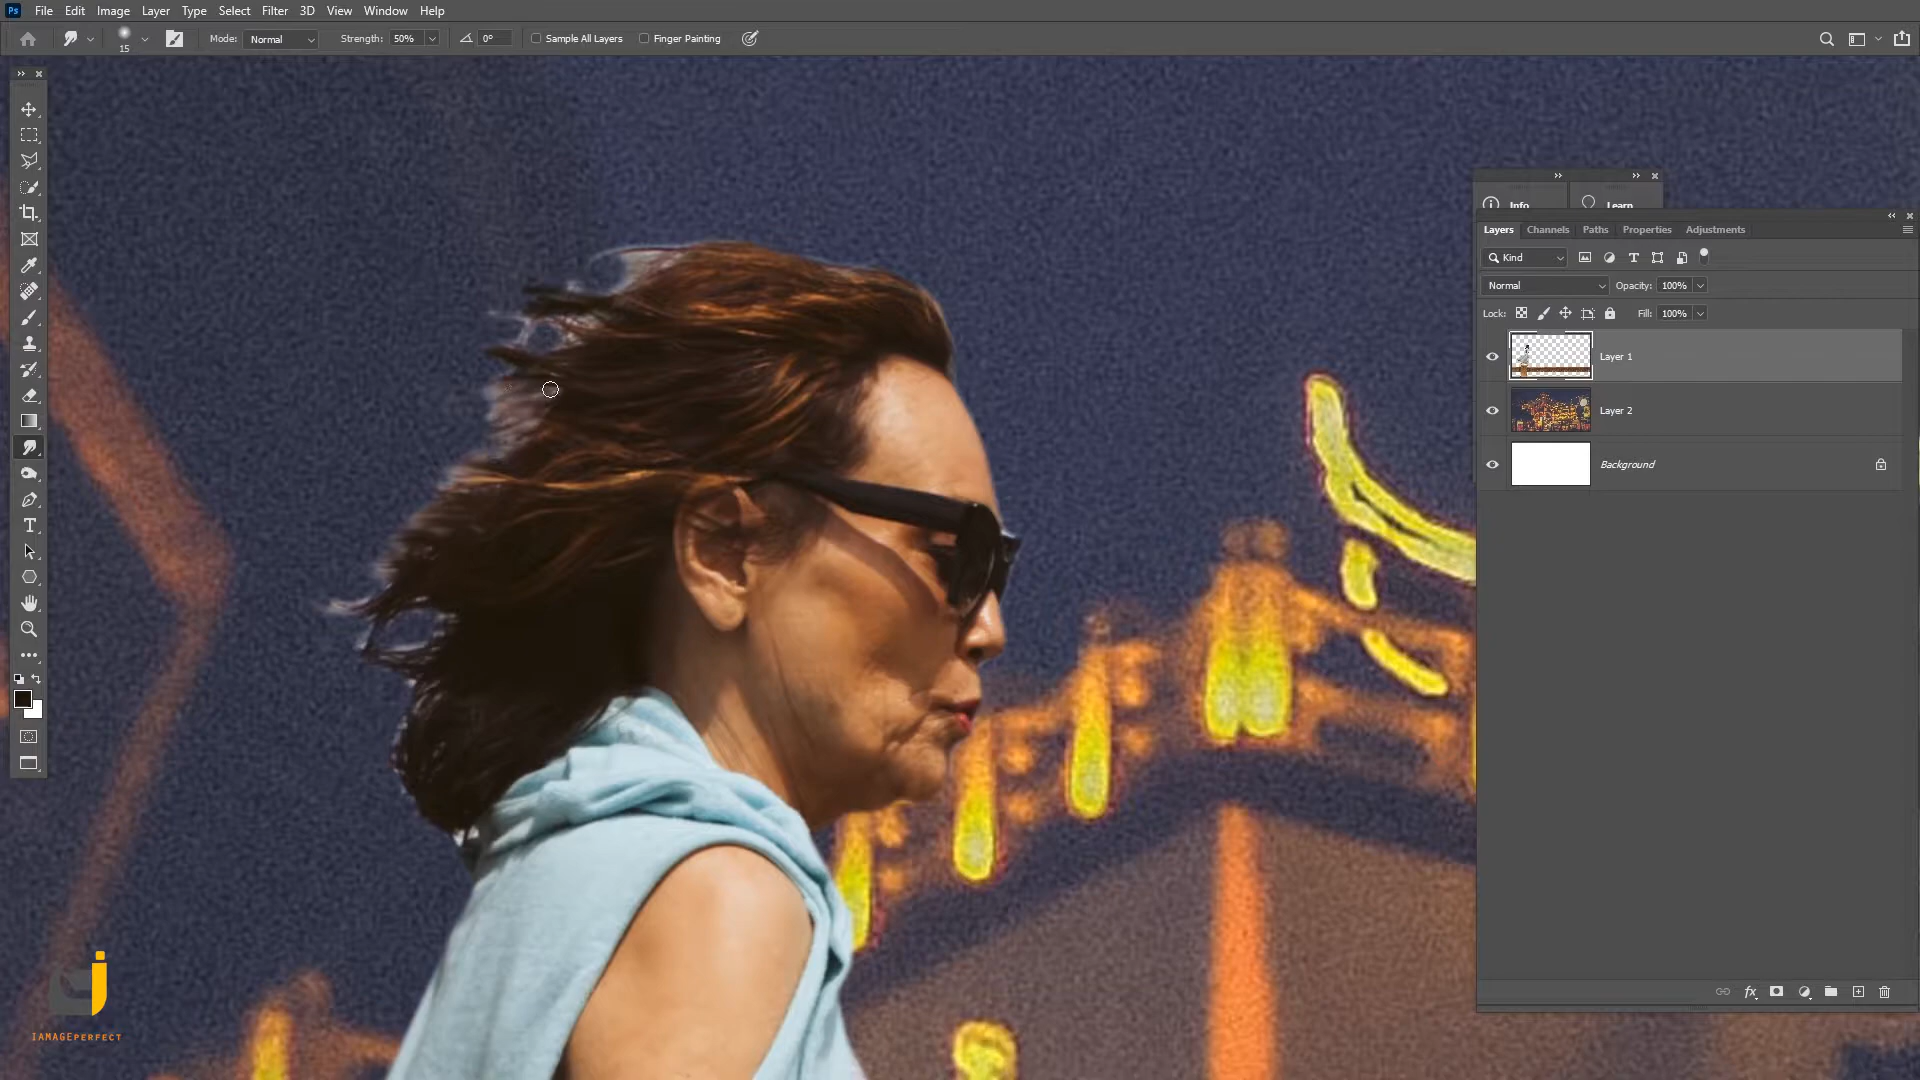 Ps File Edit Image Layer Type Select Filter 3D View Window Help
15 Mode: Normal Strength: 50% 0° Sample All Layers Finger Painting
Info Learn
Layers Channels Paths Properties Adjustments
Kind
Normal Opacity: 100%
Lock: Fill: 100%
Layer 1
Layer 2
Background
fx
IAMAGEPERFECT